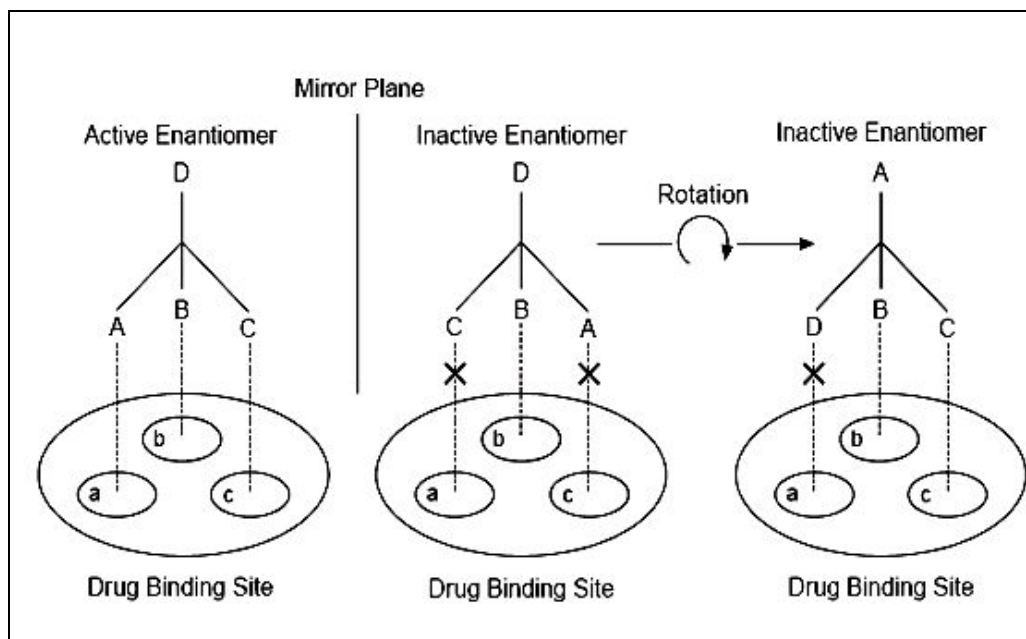 Mirror Plane
Active Enantiomer
Inactive Enantiomer
Inactive Enantiomer
D
D
A
Rotation
A
B
C
C
B
A
D
B
C
b
b
b
a
c
a
c
a
c
Drug Binding Site
Drug Binding Site
Drug Binding Site